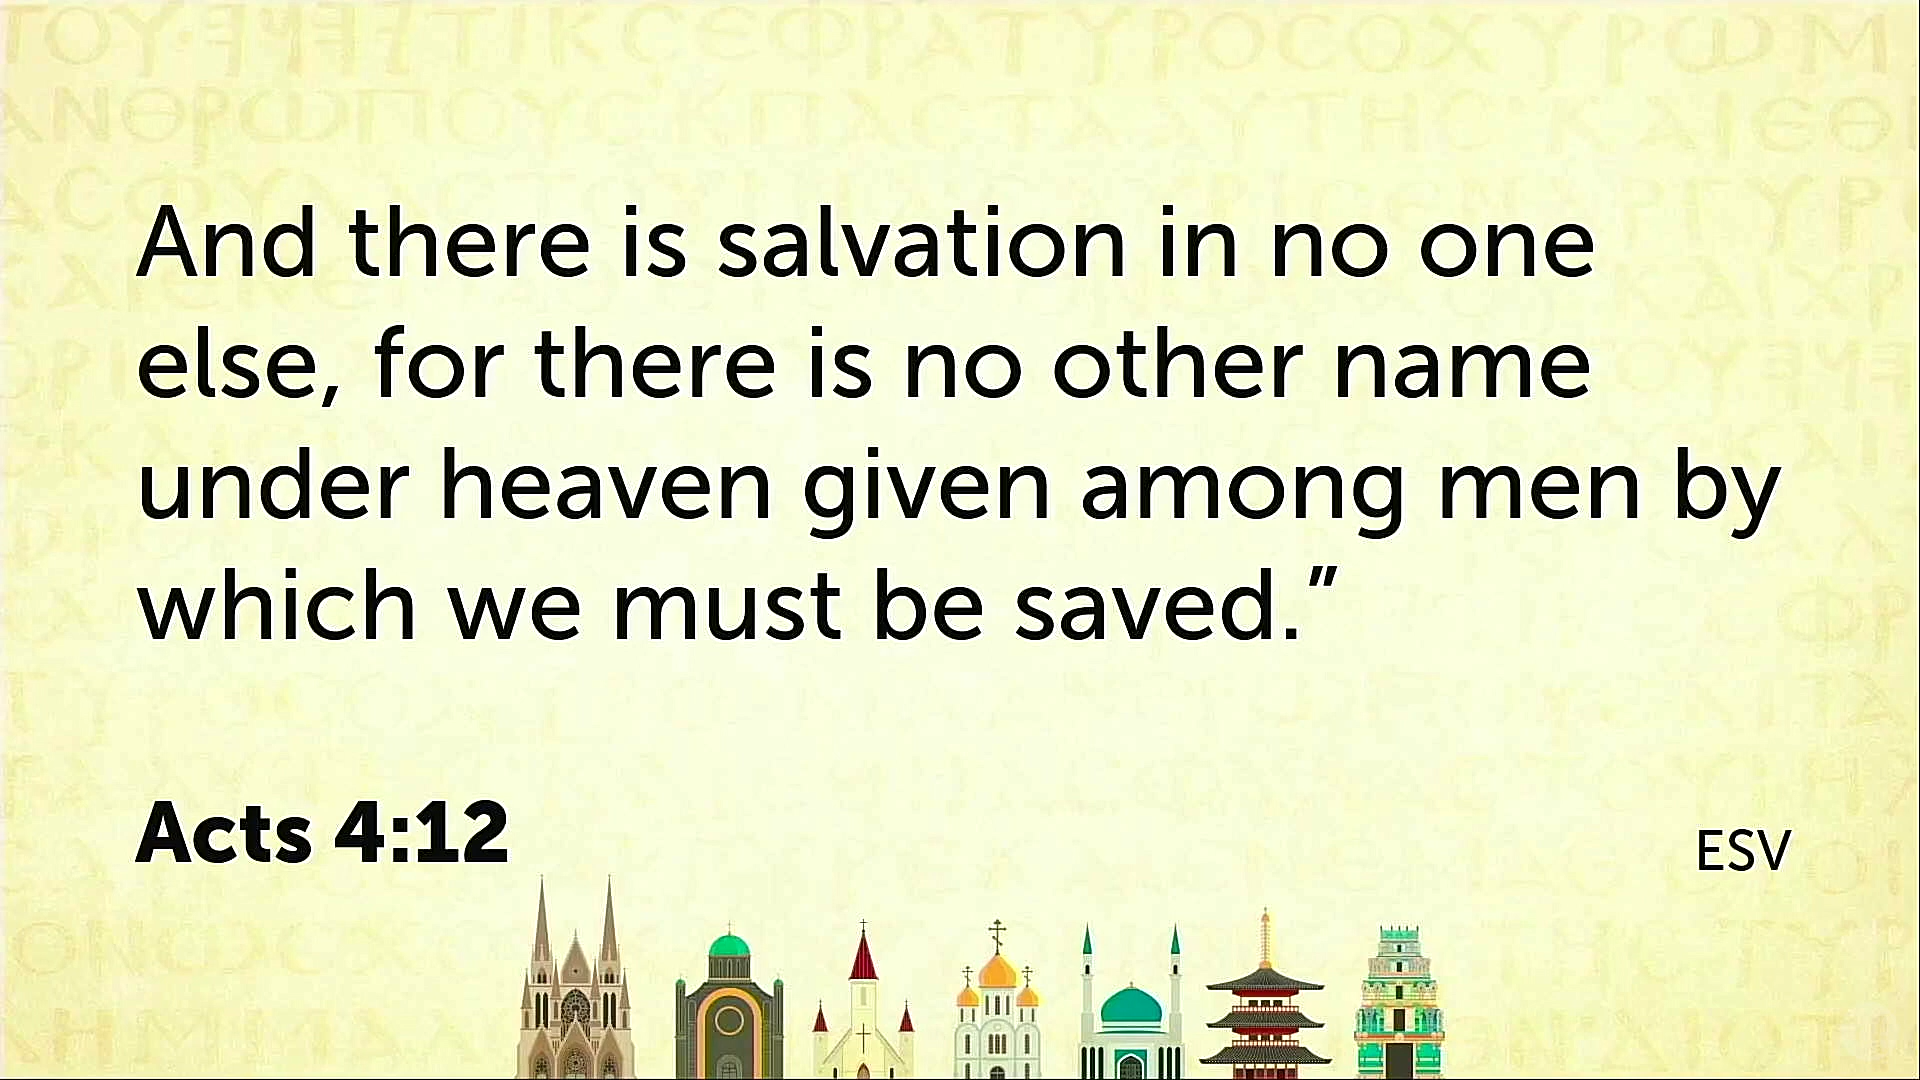 And there is salvation in no one
else, for there is no other name
under heaven given among men by
which we must be saved.”
Acts 4:12
ESV